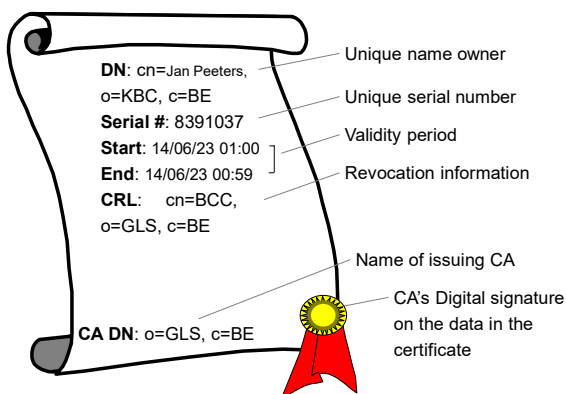 DN: cn=Jan Peeters,
o=KBC, c=BE
Serial #: 8391037
Start: 14/06/23 01:00
End: 14/06/23 00:59
CRL: cn=BCC,
o=GLS, c=BE
CA DN: o=GLS, c=BE
Unique name owner
Unique serial number
Validity period
Revocation information
Name of issuing CA
CA's Digital signature
on the data in the
certificate